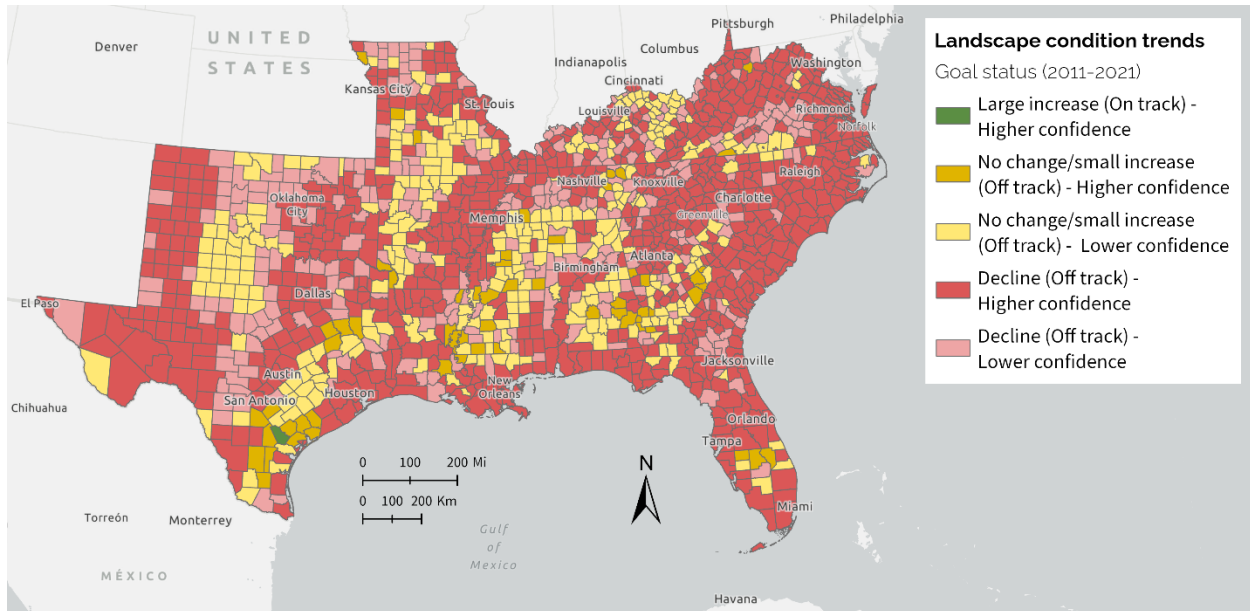 Pittsburgh
Philadelphia
Denver
UNITED
STATES
Columbus
Indianapolis
Cincinnati
Washington
Kansas City
St. Louis
Louisville
Richmond
Norfolk
Oklahoma
City
Nashville
Knoxville
Raleigh
Charlotte
Memphis
Greenville
Birmingham
Atlanta
Dallas
El Paso
Jacksonville
Austin
Houston
New
Orleans
San Antonio
Chihuahua
Orlando
Tampa
Miami
Torreón
Monterrey
MÉXICO
Gulf
of
Mexico
Havana
0 100 200 Mi
0 100 200 Km
N
Landscape condition trends
Goal status (2011-2021)
Large increase (On track) -
Higher confidence
No change/small increase
(Off track) - Higher confidence
No change/small increase
(Off track) - Lower confidence
Decline (Off track) -
Higher confidence
Decline (Off track) -
Lower confidence